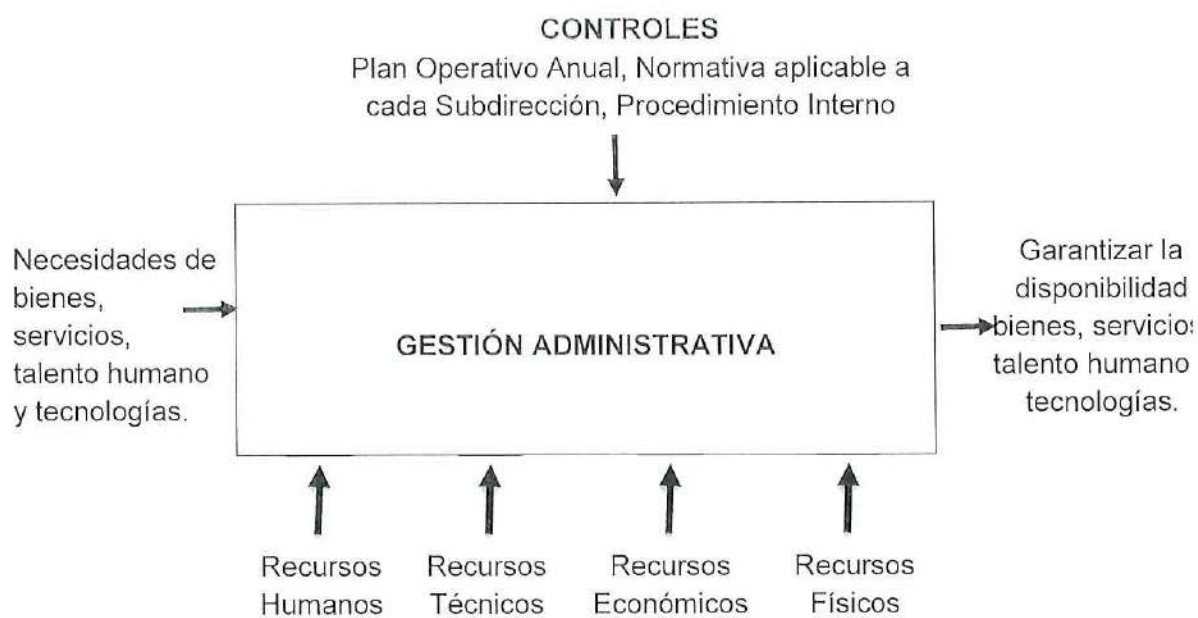 CONTROLES
Plan Operativo Anual, Normativa aplicable a
cada Subdirección, Procedimiento Interno
Necesidades de
bienes,
servicios,
talento humano
y tecnologías.
GESTIÓN ADMINISTRATIVA
Garantizar la
disponibilidad
bienes,
talento humano
tecnologías.
Recursos
Humanos
Recursos
Técnicos
Recursos
Económicos
Recursos
Físicos